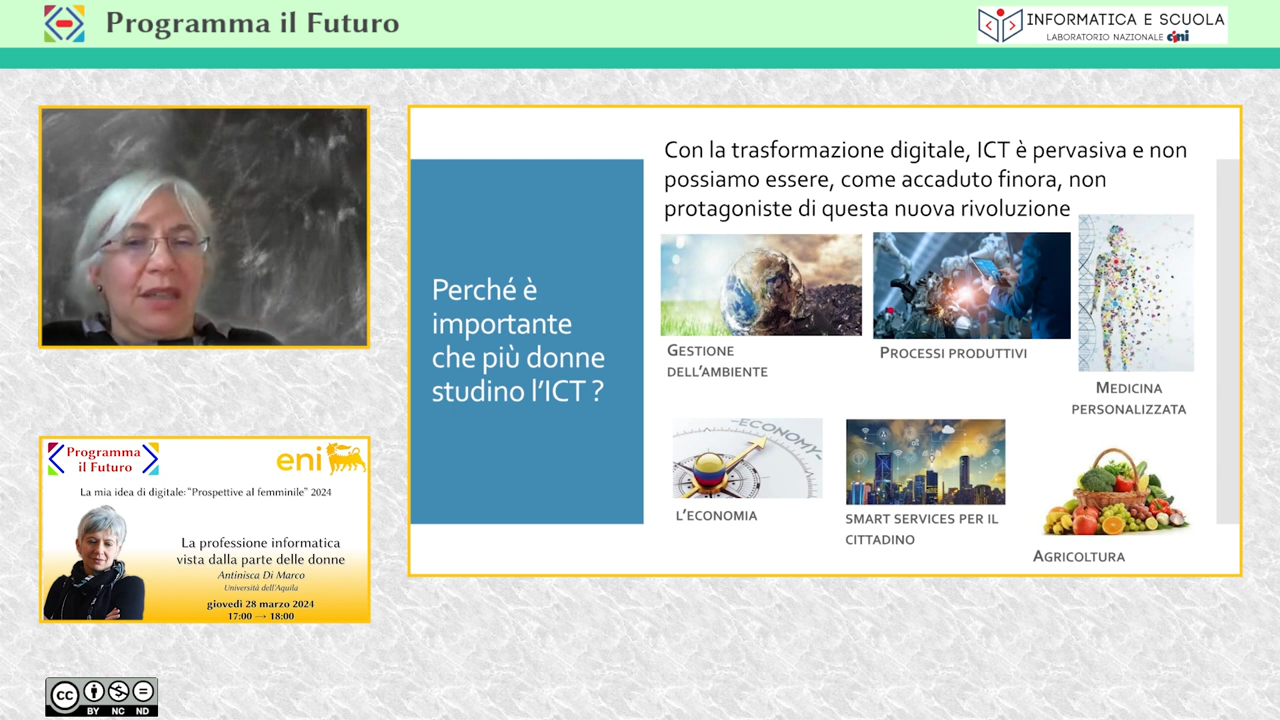 Programma il Futuro
INFORMATICA E SCUOLA
LABORATORIO NAZIONALE cini
Con la trasformazione digitale, ICT è pervasiva e non
possiamo essere, come accaduto finora, non
protagoniste di questa nuova rivoluzione
Perché è
importante
che più donne
studino l'ICT ?
GESTIONE
DELL'AMBIENTE
PROCESSI PRODUTTIVI
MEDICINA
PERSONALIZZATA
ECONOMY
L'ECONOMIA
SMART SERVICES PER IL
CITTADINO
AGRICOLTURA
Programma
il Futuro
eni
La mia idea di digitale: "Prospettive al femminile" 2024
La professione informatica
vista dalla parte delle donne
Antinisca Di Marco
Università dell'Aquila
giovedì 28 marzo 2024
17:00 → 18:00
CC
BY NC ND